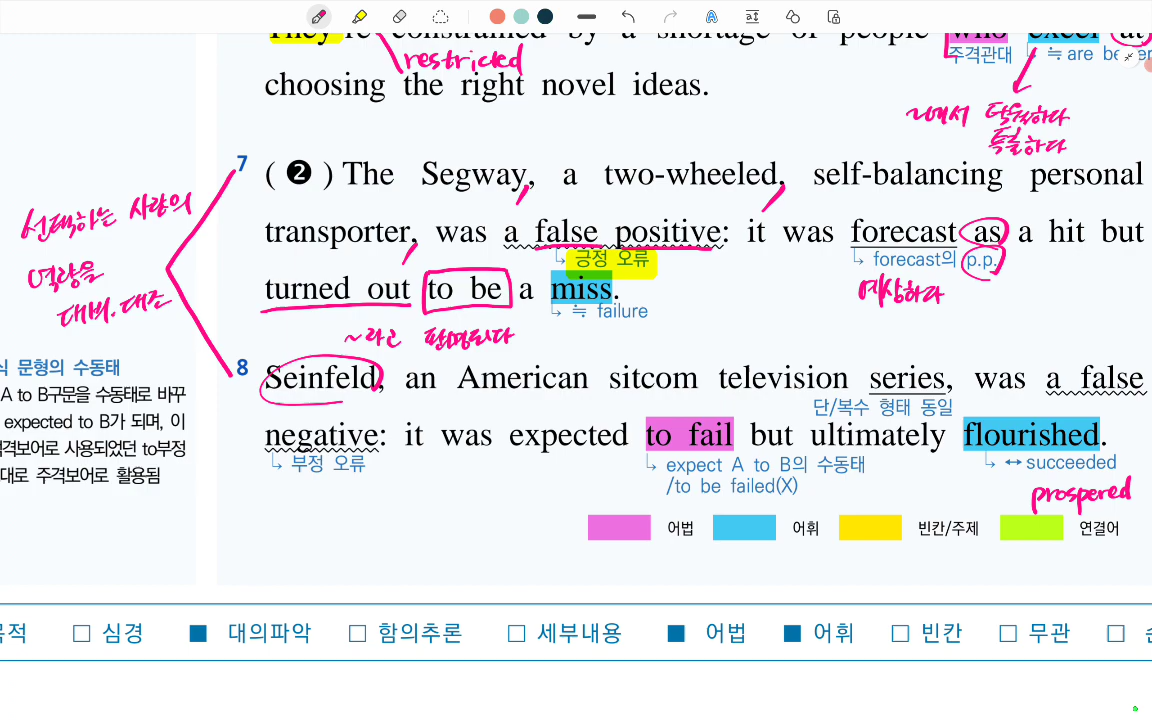 They're constrained by a shortage of people who excel at
restricted
주격관대
≒ are be
choosing the right novel ideas.
~에서 탁월하다
특출하다
7 ( ❷ ) The Segway, a two-wheeled, self-balancing personal
선택하는 사람의
역량을
대비. 대조
transporter, was a false positive: it was forecast as a hit but
긍정 오류
forecast의 p.p.
예상하다
turned out to be a miss.
≒ failure
~라고 판명되다
8 Seinfeld, an American sitcom television series, was a false
단/복수 형태 동일
negative: it was expected to fail but ultimately flourished.
부정 오류
expect A to B의 수동태
/to be failed(X)
↔ succeeded
prospered
식 문형의 수동태
A to B구문을 수동태로 바꾸
expected to B가 되며, 이
격보어로 사용되었던 to부정
대로 주격보어로 활용됨
어법 어휘 빈칸/주제 연결어
목적 □ 심경 ■ 대의파악 □ 함의추론 □ 세부내용 ■ 어법 ■ 어휘 □ 빈칸 □ 무관 □